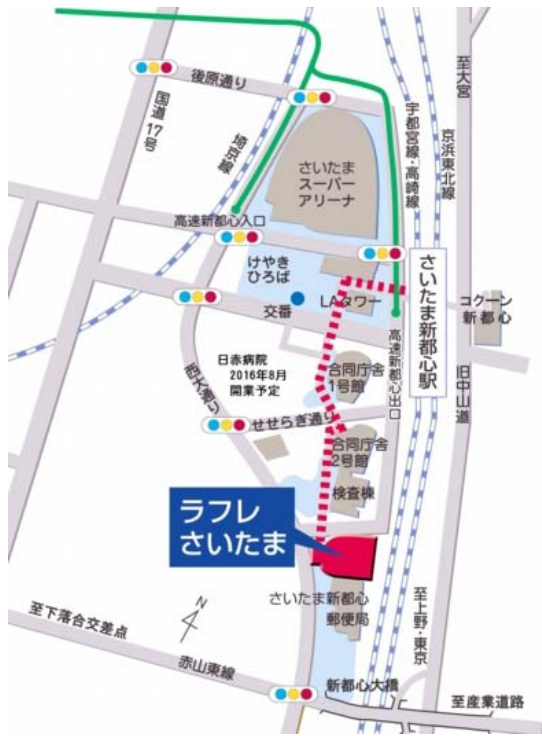 後原通り
国道17号
埼京線
至大宮
宇都宮線・高崎線
京浜東北線
さいたま
スーパー
アリーナ
高速新都心入口
けやき
ひろば
さいたま新都心駅
LAタワー
交番
コクーン
新都心
高速新都心出口
旧中山道
日赤病院
2016年8月
開業予定
合同庁舎
1号館
西大通り
せせらぎ通り
合同庁舎
2号館
検査棟
ラフレ
さいたま
さいたま新都心
郵便局
至上野・東京
N
至下落合交差点
赤山東線
新都心大橋
至産業道路